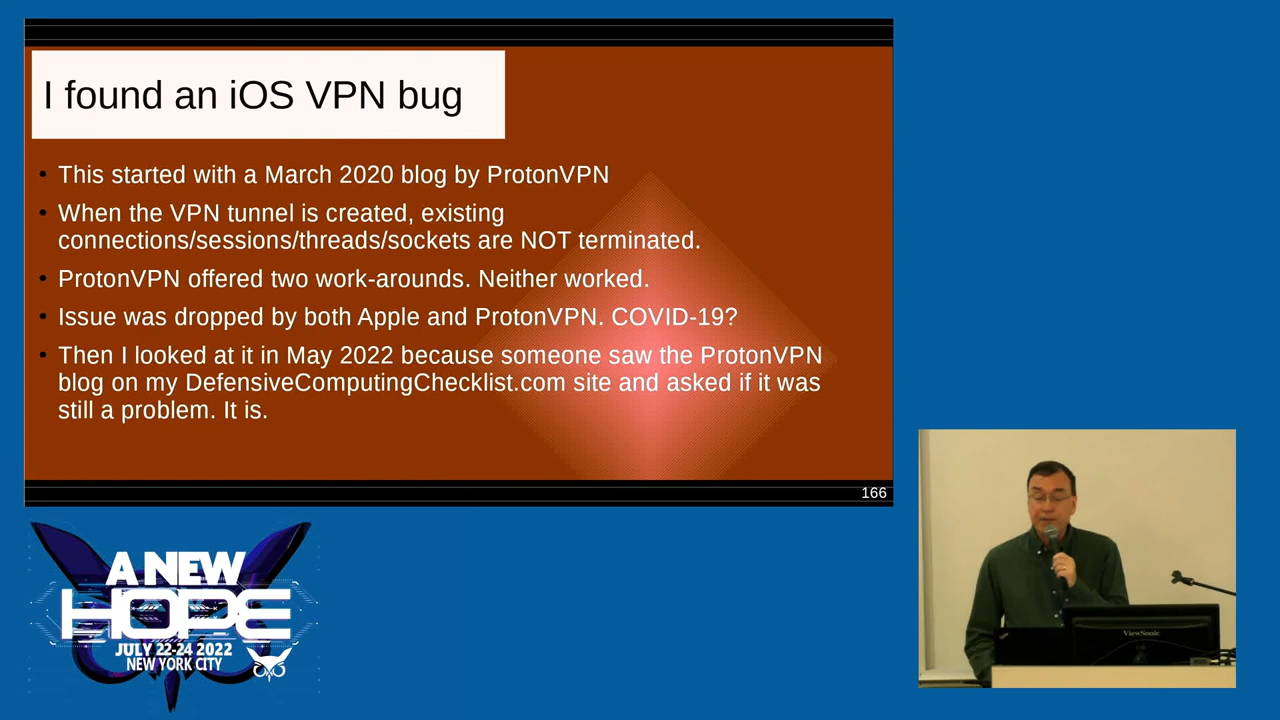 I found an iOS VPN bug
• This started with a March 2020 blog by ProtonVPN
• When the VPN tunnel is created, existing
connections/sessions/threads/sockets are NOT terminated.
• ProtonVPN offered two work-arounds. Neither worked.
• Issue was dropped by both Apple and ProtonVPN. COVID-19?
• Then I looked at it in May 2022 because someone saw the ProtonVPN
blog on my DefensiveComputingChecklist.com site and asked if it was
still a problem. It is.
166
A NEW
HOPE
JULY 22-24 2022
NEW YORK CITY
ViewSonic